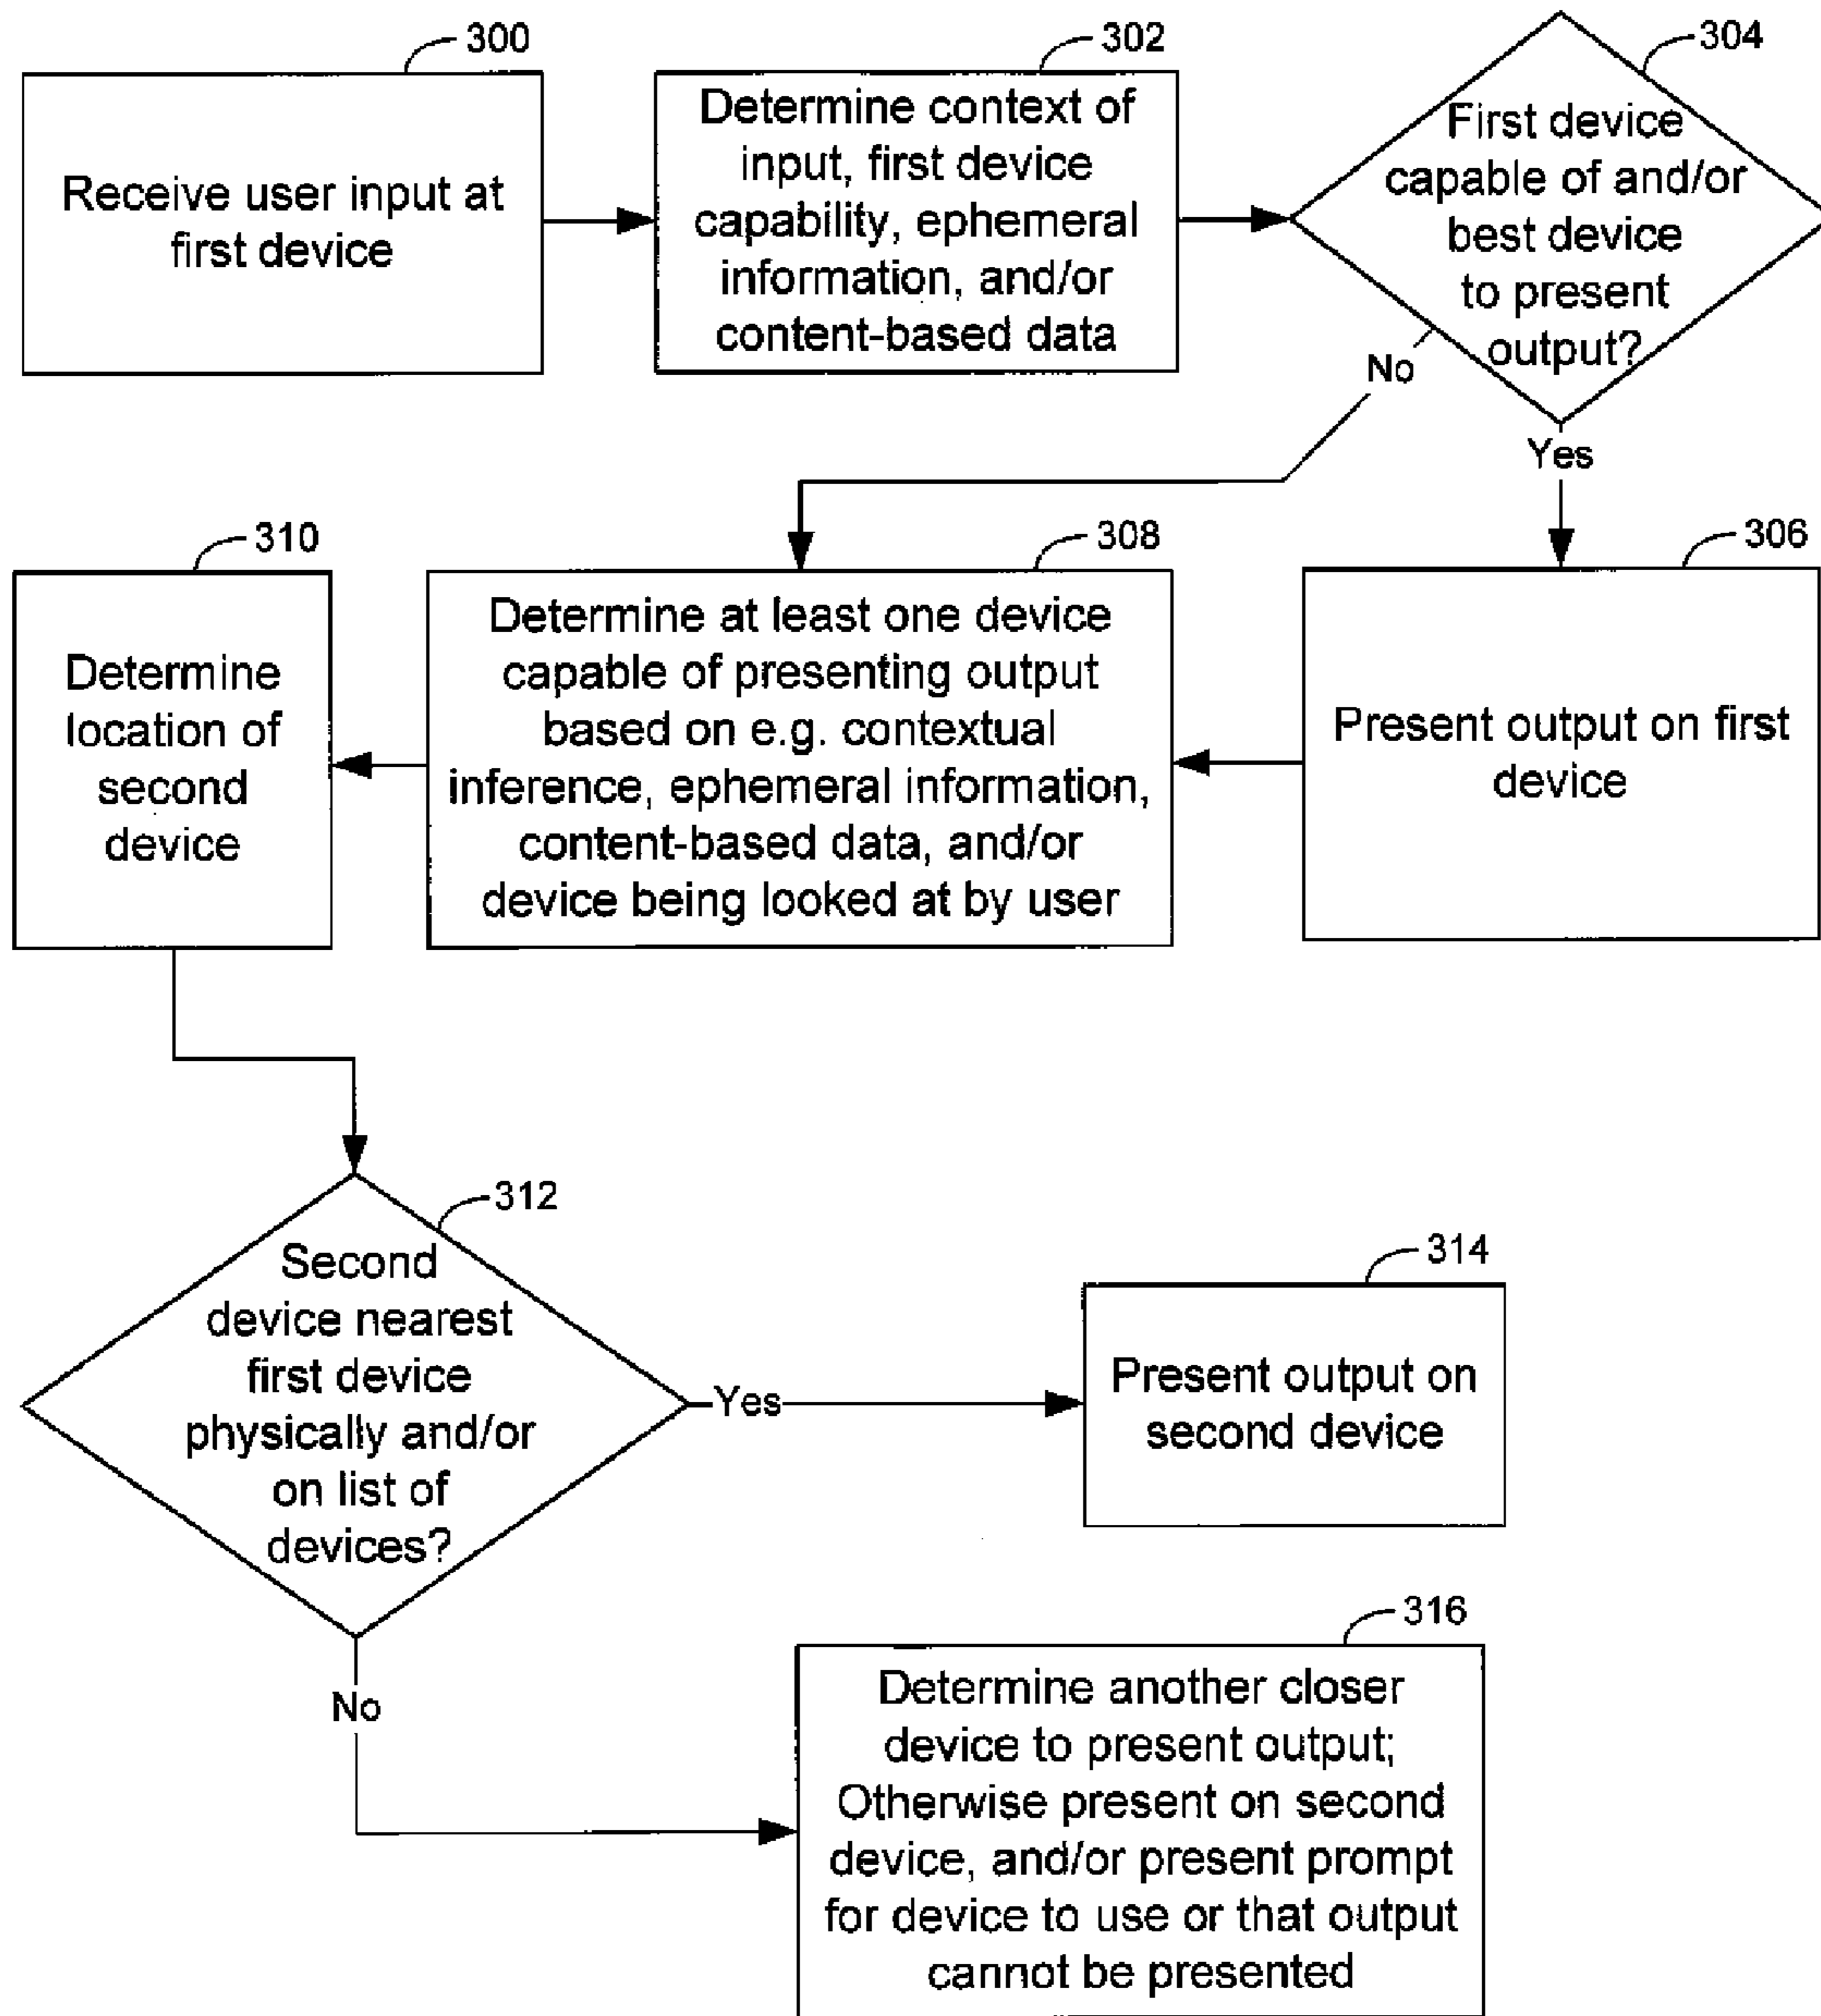 300
Receive user input at
first device
302
Determine context of
input, first device
capability, ephemeral
information, and/or
content-based data
304
First device
capable of and/or
best device
to present
output?
No
Yes
306
Present output on first
device
308
Determine at least one device
capable of presenting output
based on e.g. contextual
inference, ephemeral information,
content-based data, and/or
device being looked at by user
310
Determine
location of
second
device
312
Second
device nearest
first device
physically and/or
on list of
devices?
Yes
314
Present output on
second device
No
316
Determine another closer
device to present output;
Otherwise present on second
device, and/or present prompt
for device to use or that output
cannot be presented